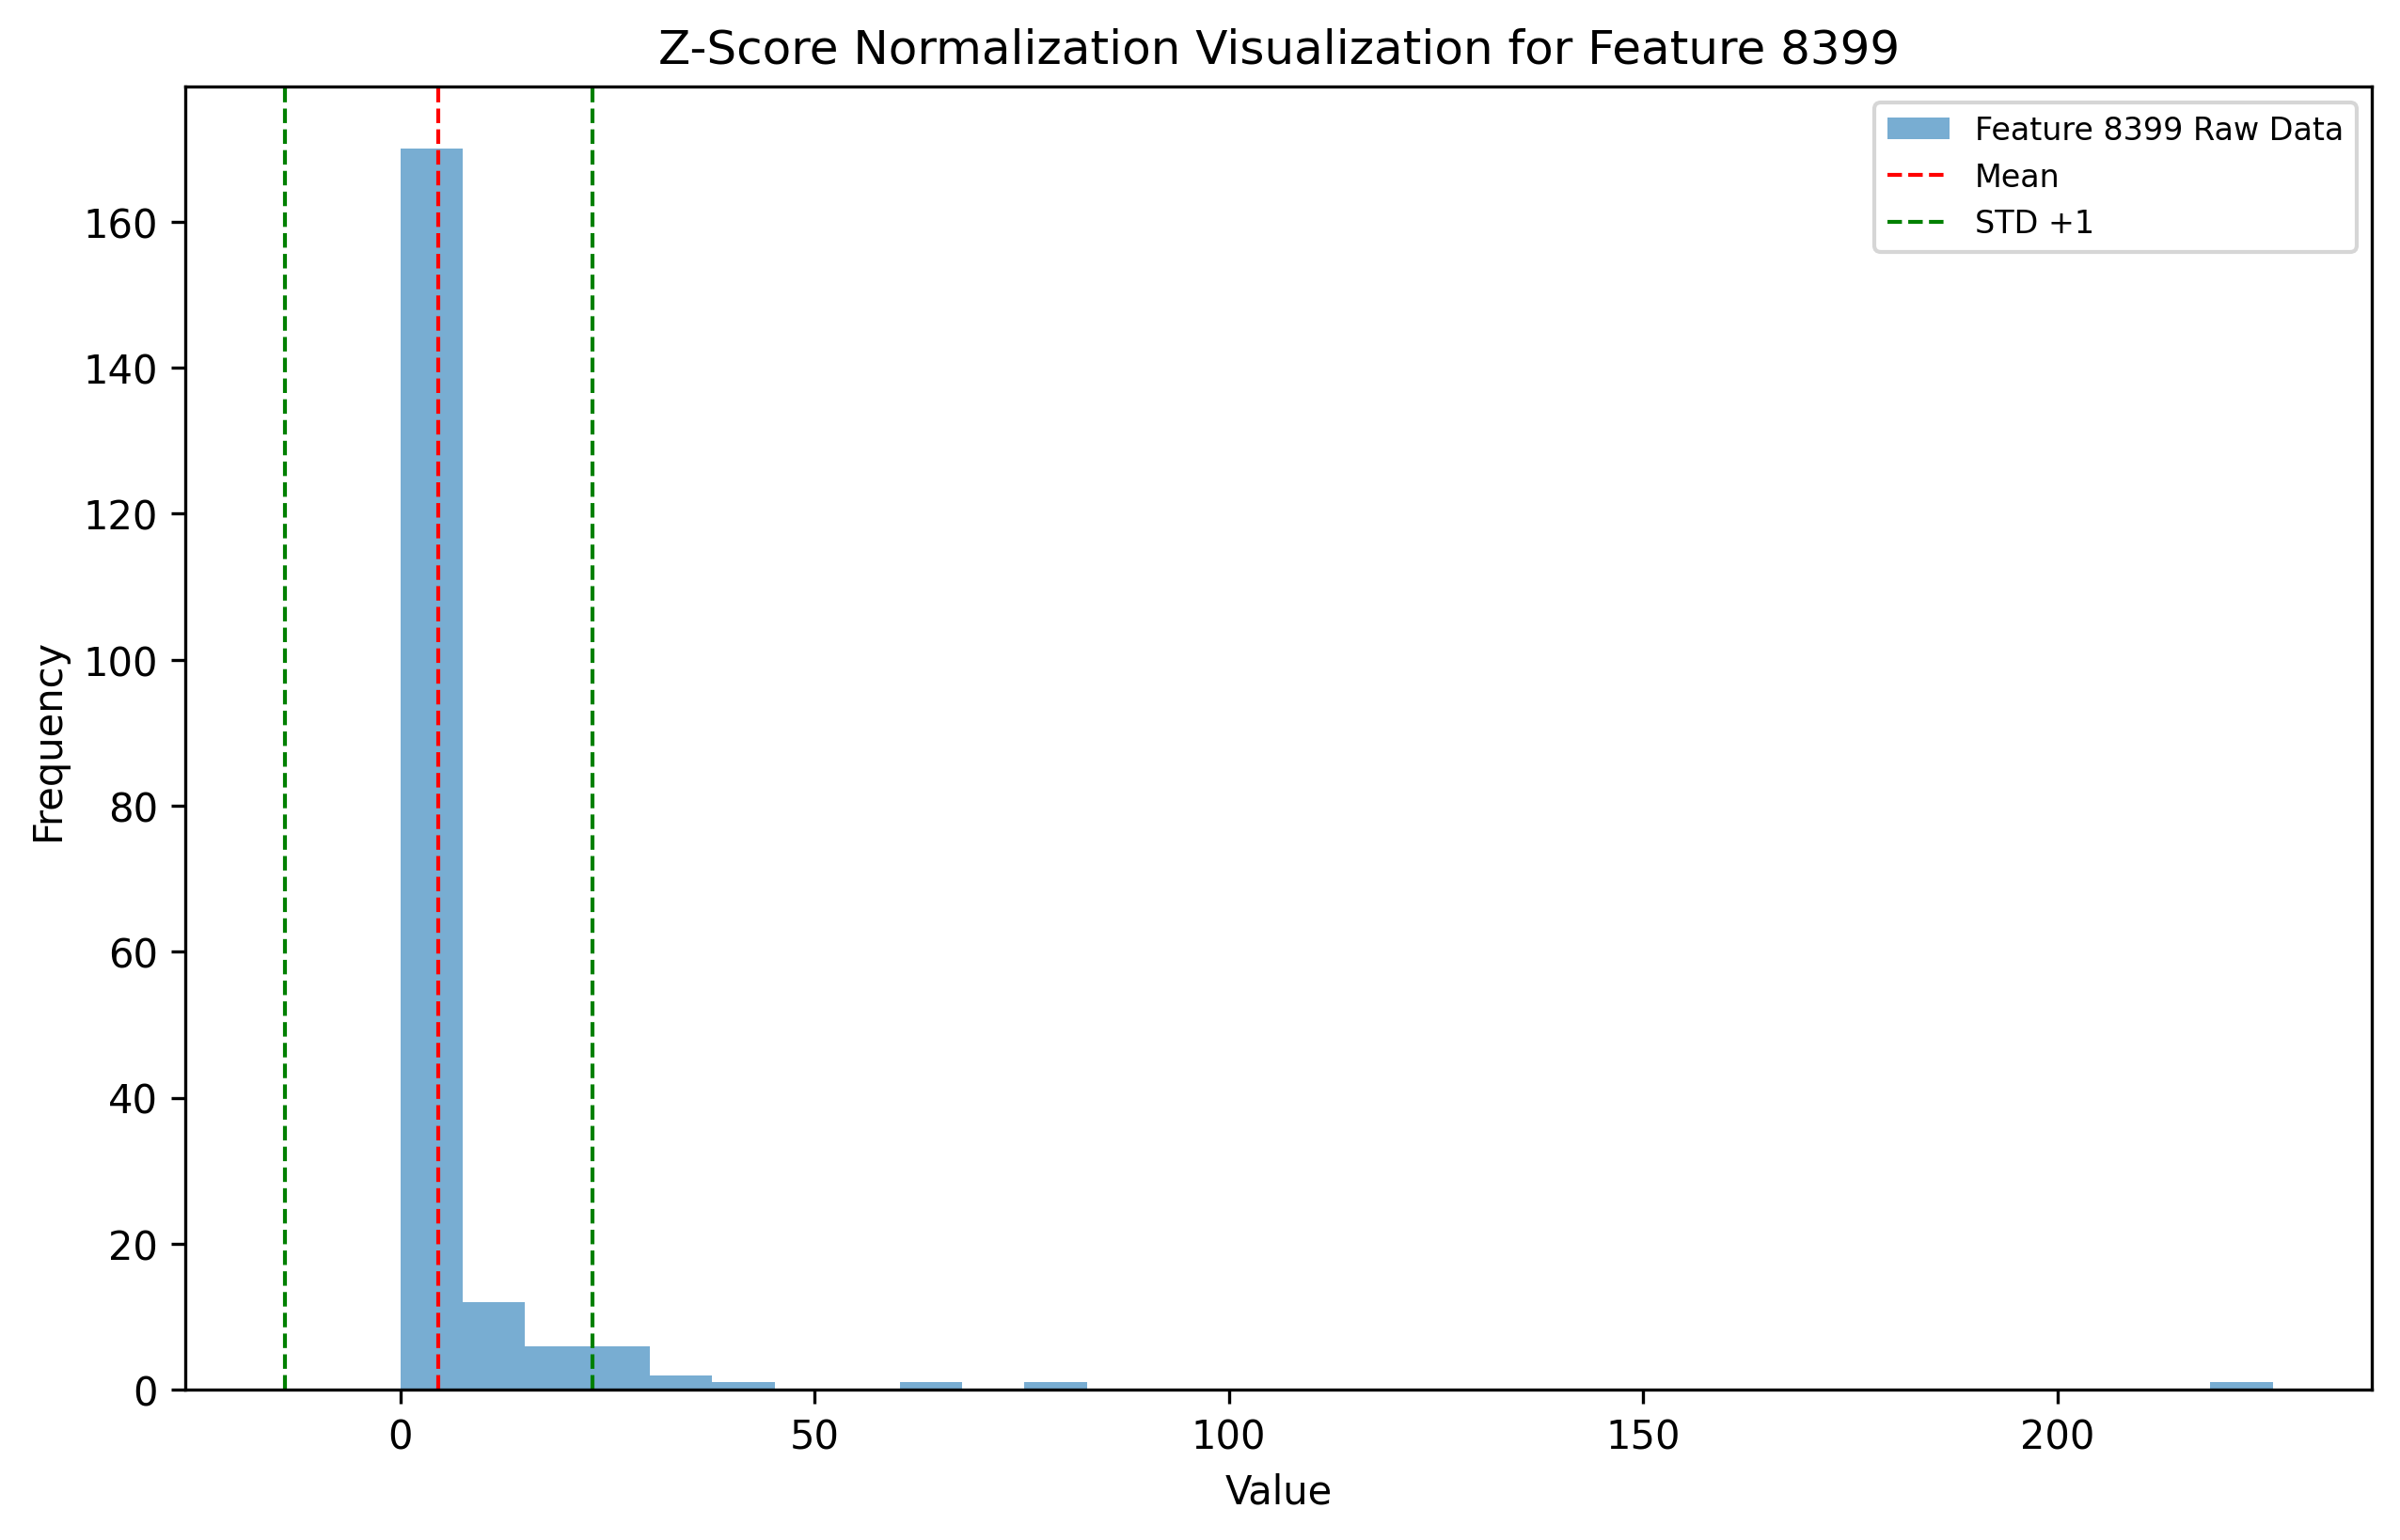 Z-Score Normalization Visualization for Feature 8399
Feature 8399 Raw Data
Mean
STD +1
160
140
120
100
80
60
40
20
0
Frequency
0 50 100 150 200
Value